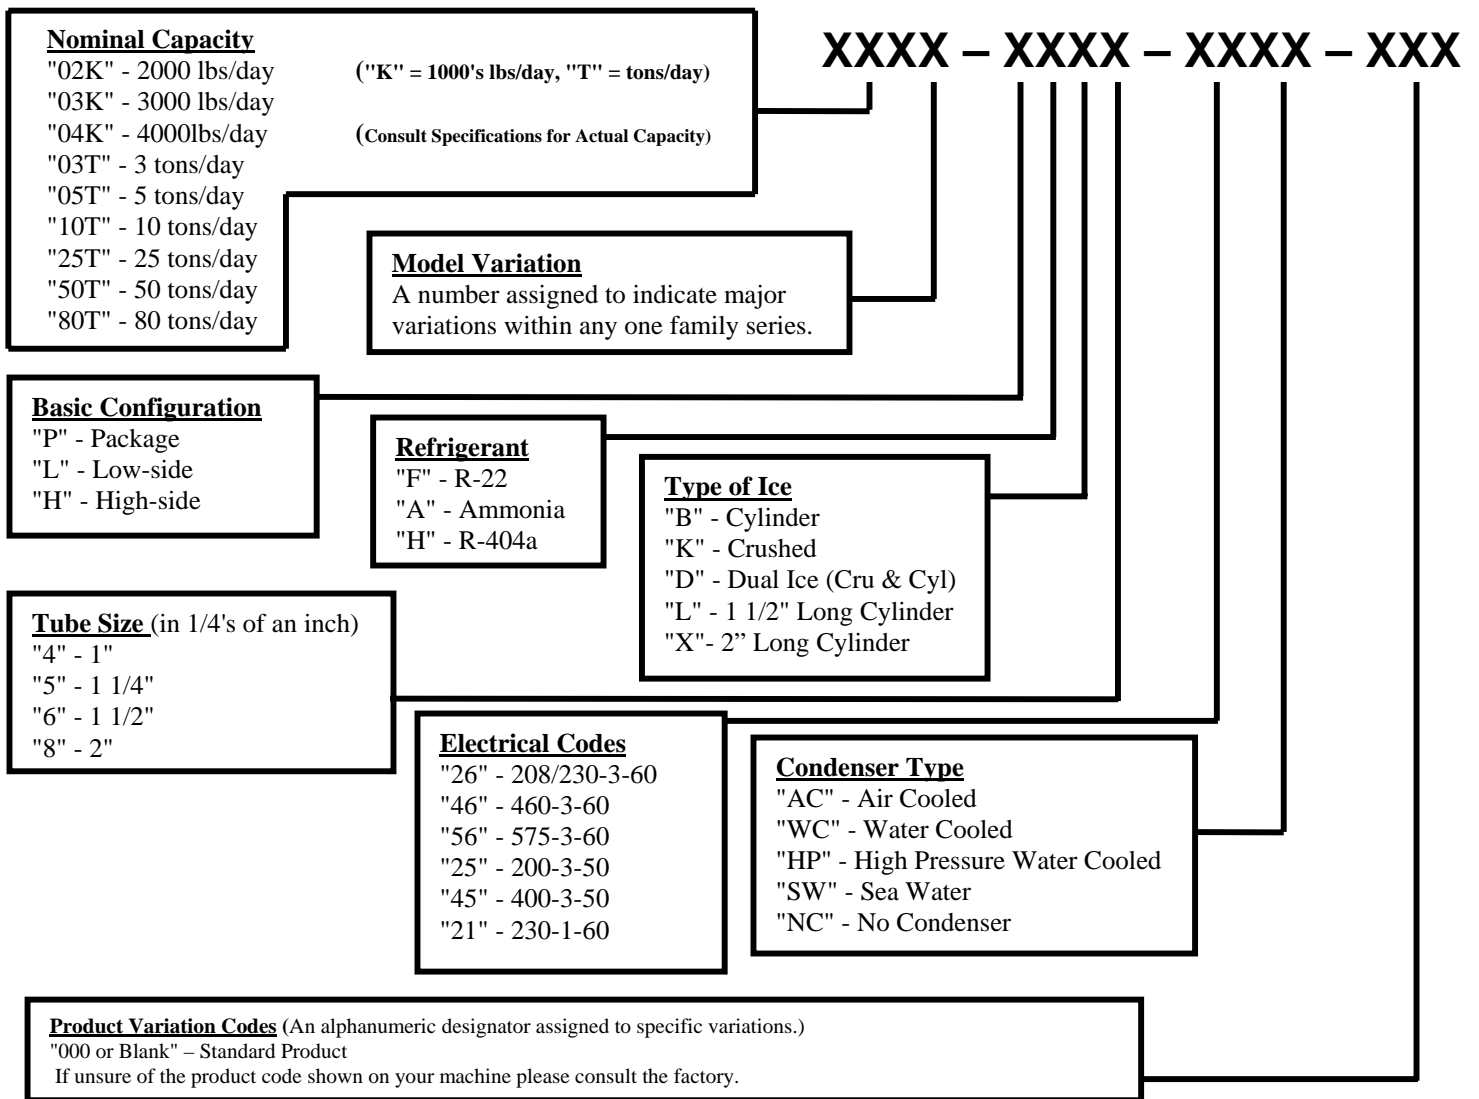 XXXX – XXXX – XXXX – XXX
Nominal Capacity
"02K" - 2000 lbs/day ("K" = 1000's lbs/day, "T" = tons/day)
"03K" - 3000 lbs/day
"04K" - 4000lbs/day (Consult Specifications for Actual Capacity)
"03T" - 3 tons/day
"05T" - 5 tons/day
"10T" - 10 tons/day
"25T" - 25 tons/day
"50T" - 50 tons/day
"80T" - 80 tons/day
Model Variation
A number assigned to indicate major
variations within any one family series.
Basic Configuration
"P" - Package
"L" - Low-side
"H" - High-side
Refrigerant
"F" - R-22
"A" - Ammonia
"H" - R-404a
Type of Ice
"B" - Cylinder
"K" - Crushed
"D" - Dual Ice (Cru & Cyl)
"L" - 1 1/2" Long Cylinder
"X"- 2” Long Cylinder
Tube Size (in 1/4's of an inch)
"4" - 1"
"5" - 1 1/4"
"6" - 1 1/2"
"8" - 2"
Electrical Codes
"26" - 208/230-3-60
"46" - 460-3-60
"56" - 575-3-60
"25" - 200-3-50
"45" - 400-3-50
"21" - 230-1-60
Condenser Type
"AC" - Air Cooled
"WC" - Water Cooled
"HP" - High Pressure Water Cooled
"SW" - Sea Water
"NC" - No Condenser
Product Variation Codes (An alphanumeric designator assigned to specific variations.)
"000 or Blank" – Standard Product
If unsure of the product code shown on your machine please consult the factory.